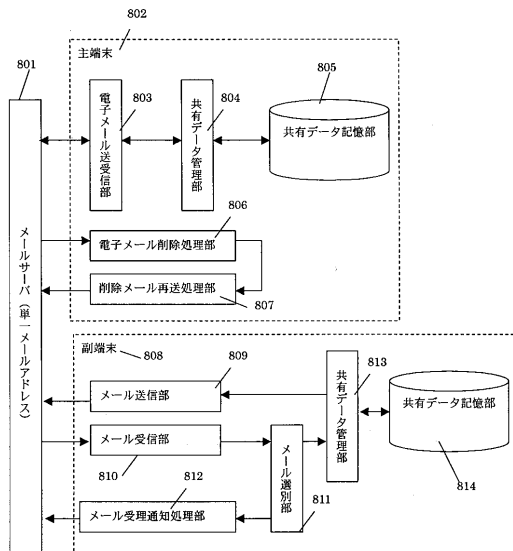 802
801
主端末
805
電子メール送受信部
803
共有データ管理部
804
共有データ記憶部
806
電子メール削除処理部
削除メール再送処理部
807
メールサーバ（単一メールアドレス）
副端末
808
809
813
メール送信部
共有データ管理部
共有データ記憶部
メール受信部
810
812
メール選別部
811
814
メール受理通知処理部